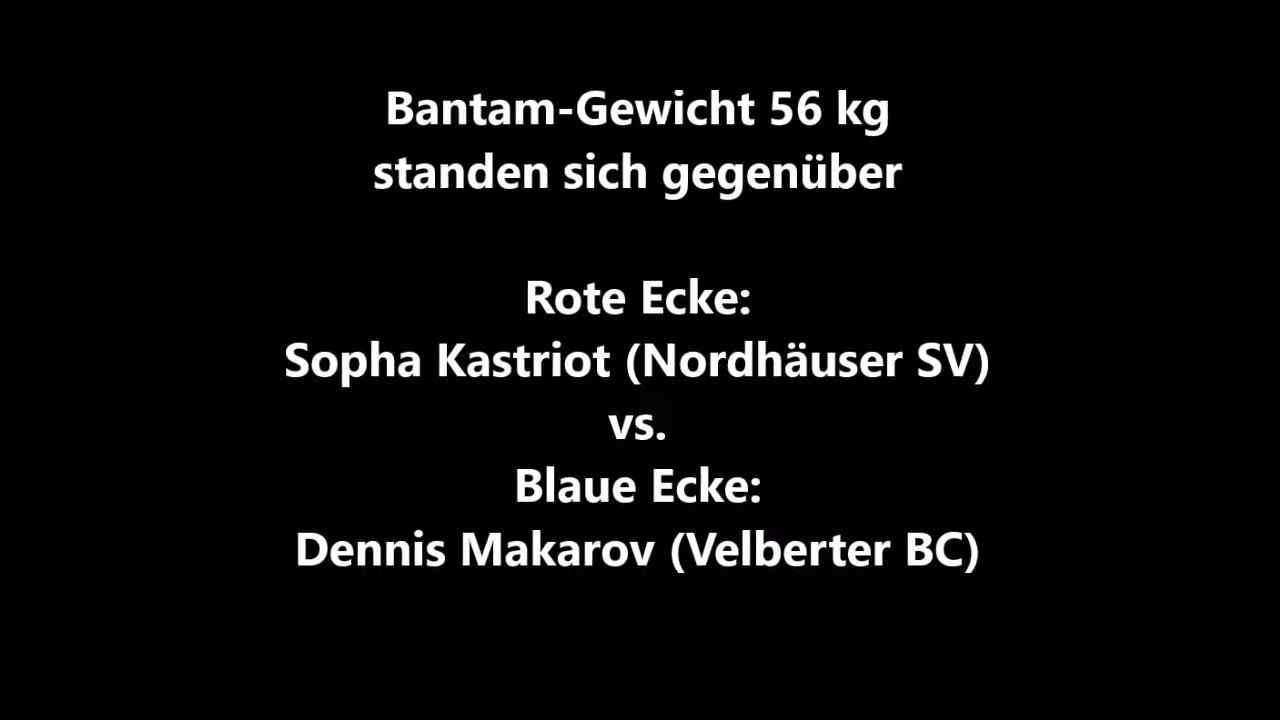 Bantam-Gewicht 56 kg
standen sich gegenüber
Rote Ecke:
Sopha Kastriot (Nordhäuser SV)
vs.
Blaue Ecke:
Dennis Makarov (Velberter BC)